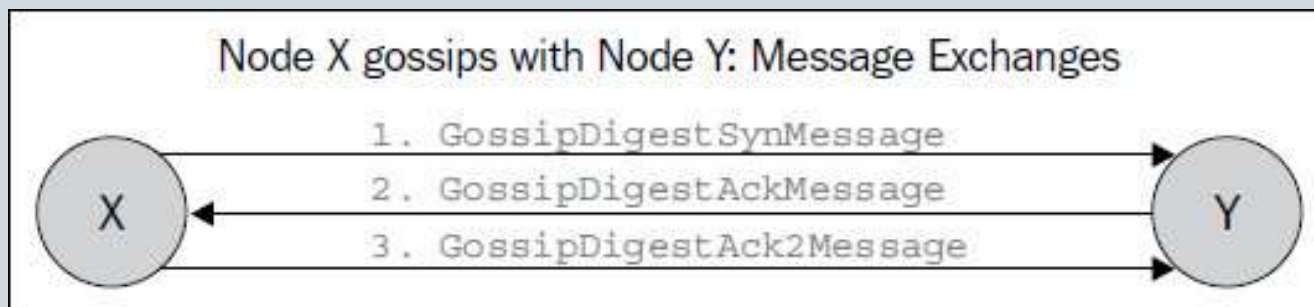 Node X gossips with Node Y: Message Exchanges
1. GossipDigestSynMessage
2. GossipDigestAckMessage
X
Y
3. GossipDigestAck2Message